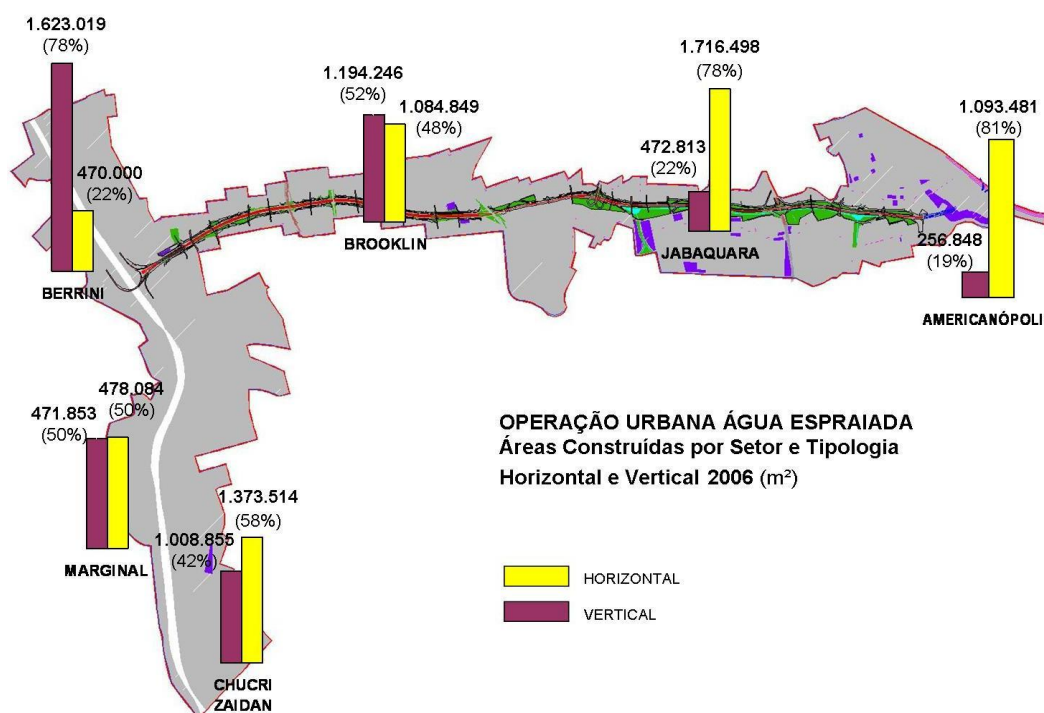 1.623.019
(78%)
470.000
(22%)
BERRINI
1.194.246
(52%)
1.084.849
(48%)
BROOKLIN
1.716.498
(78%)
472.813
(22%)
JABAQUARA
1.093.481
(81%)
256.848
(19%)
AMERICANÓPOLI
478.084
(50%)
471.853
(50%)
MARGINAL
1.373.514
(58%)
1.008.855
(42%)
CHUCRI
ZAIDAN
OPERAÇÃO URBANA ÁGUA ESPRAIADA
Áreas Construídas por Setor e Tipologia
Horizontal e Vertical 2006 (m²)
HORIZONTAL
VERTICAL